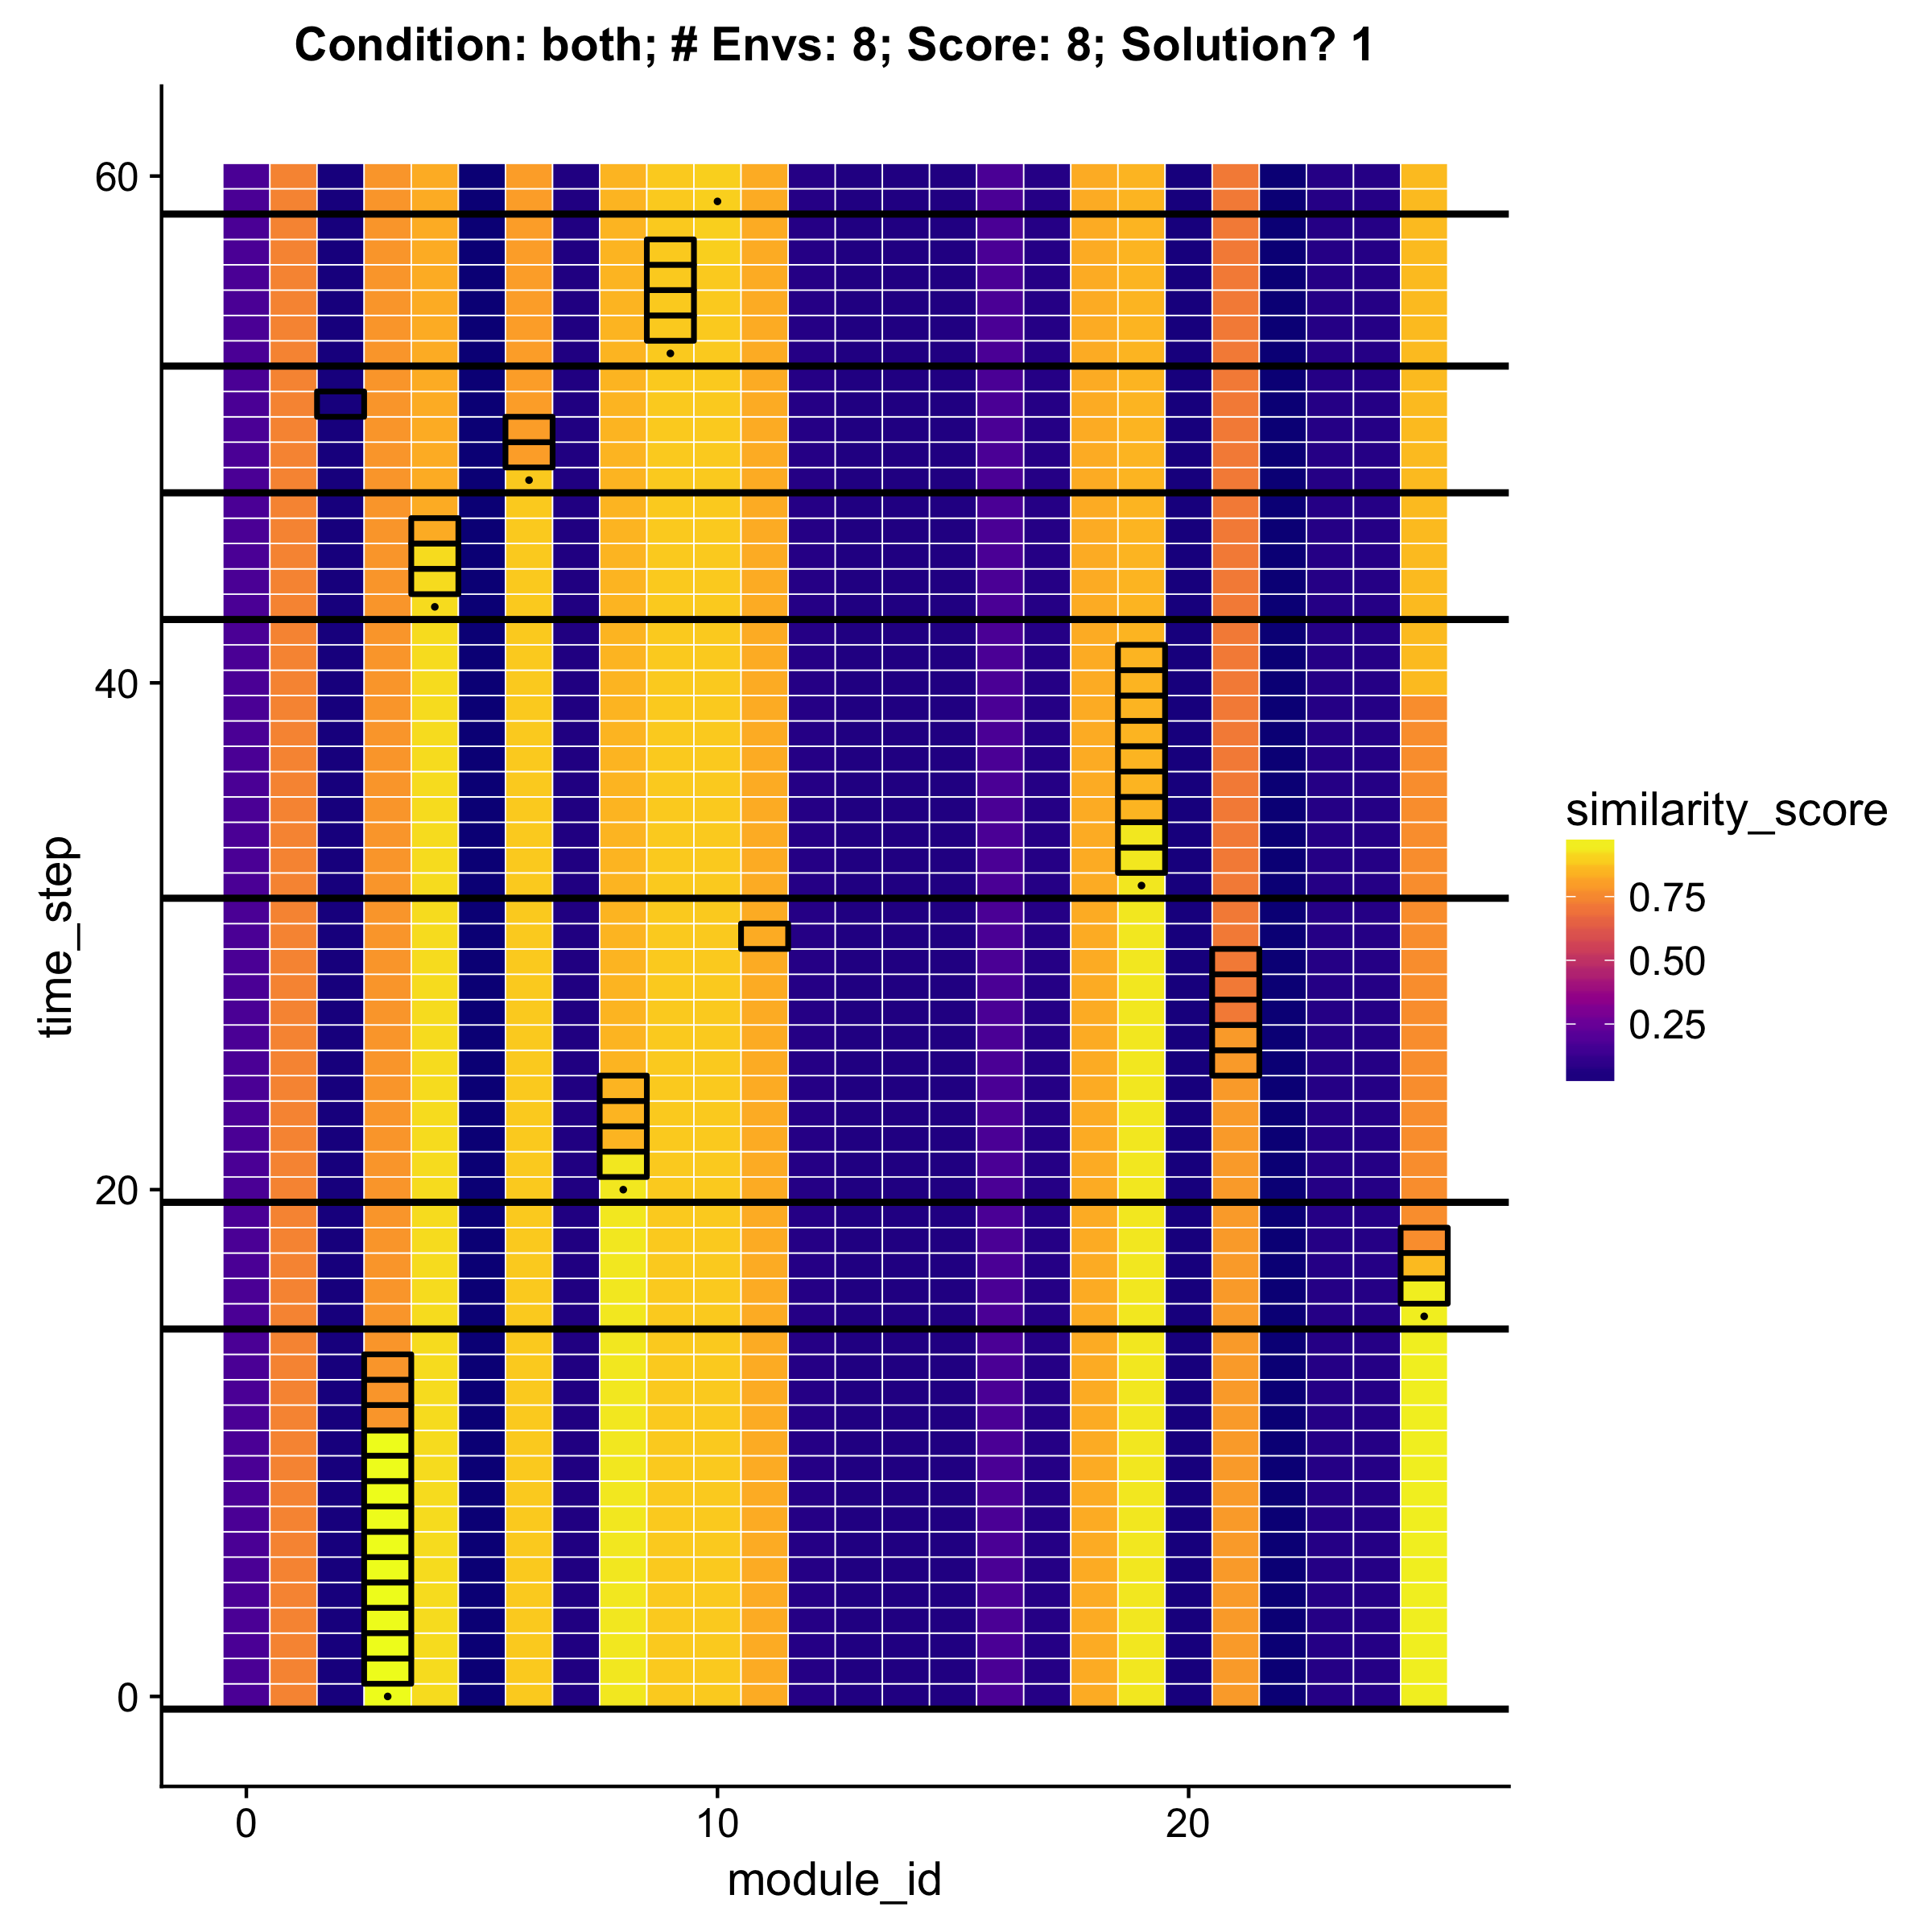 Condition: both; # Envs: 8; Score: 8; Solution? 1
60
40
20
0
time_step
0 10 20
module_id
similarity_score
0.75
0.50
0.25